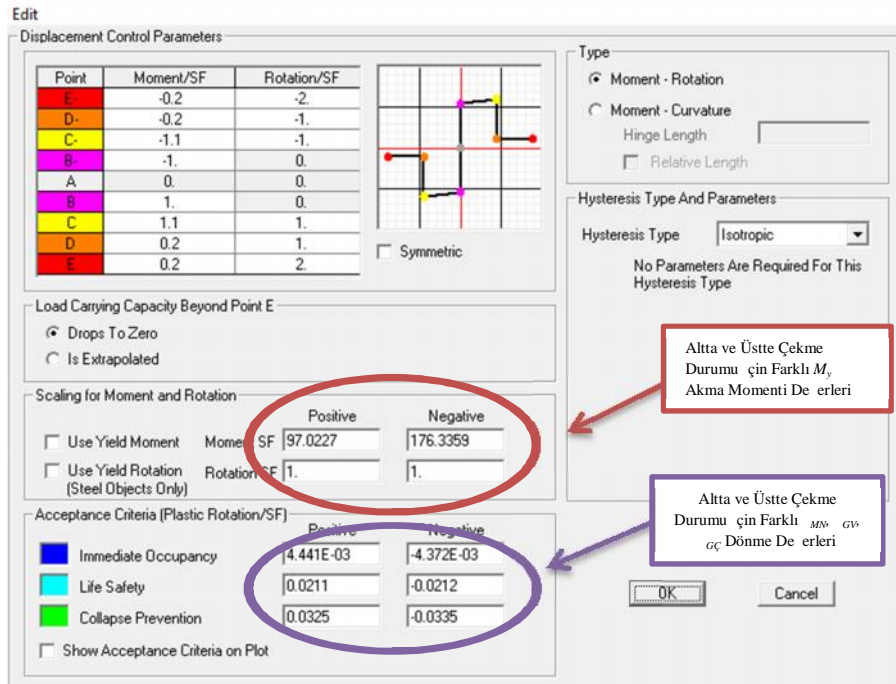 Edit
Displacement Control Parameters
Point Moment/SF Rotation/SF
E- -0.2 -2.
D- -0.2 -1.
C- -1.1 -1.
B- -1. 0.
A 0. 0.
B 1. 0.
C 1.1 1.
D 0.2 1.
E 0.2 2.
Symmetric
Type
Moment - Rotation
Moment - Curvature
Hinge Length
Relative Length
Hysteresis Type And Parameters
Hysteresis Type Isotropic
No Parameters Are Required For This
Hysteresis Type
Load Carrying Capacity Beyond Point E
Drops To Zero
Is Extrapolated
Scaling for Moment and Rotation
Positive Negative
Use Yield Moment Moment SF 97.0227 176.3359
Use Yield Rotation Rotation SF 1. 1.
(Steel Objects Only)
Acceptance Criteria (Plastic Rotation/SF)
Positive Negative
Immediate Occupancy 4.441E-03 -4.372E-03
Life Safety 0.0211 -0.0212
Collapse Prevention 0.0325 -0.0335
Show Acceptance Criteria on Plot
Altta ve Üstte Çekme
Durumu çin Farklı My
Akma Momenti De erleri
Altta ve Üstte Çekme
Durumu çin Farklı MN, GV,
GÇ Dönme De erleri
OK Cancel